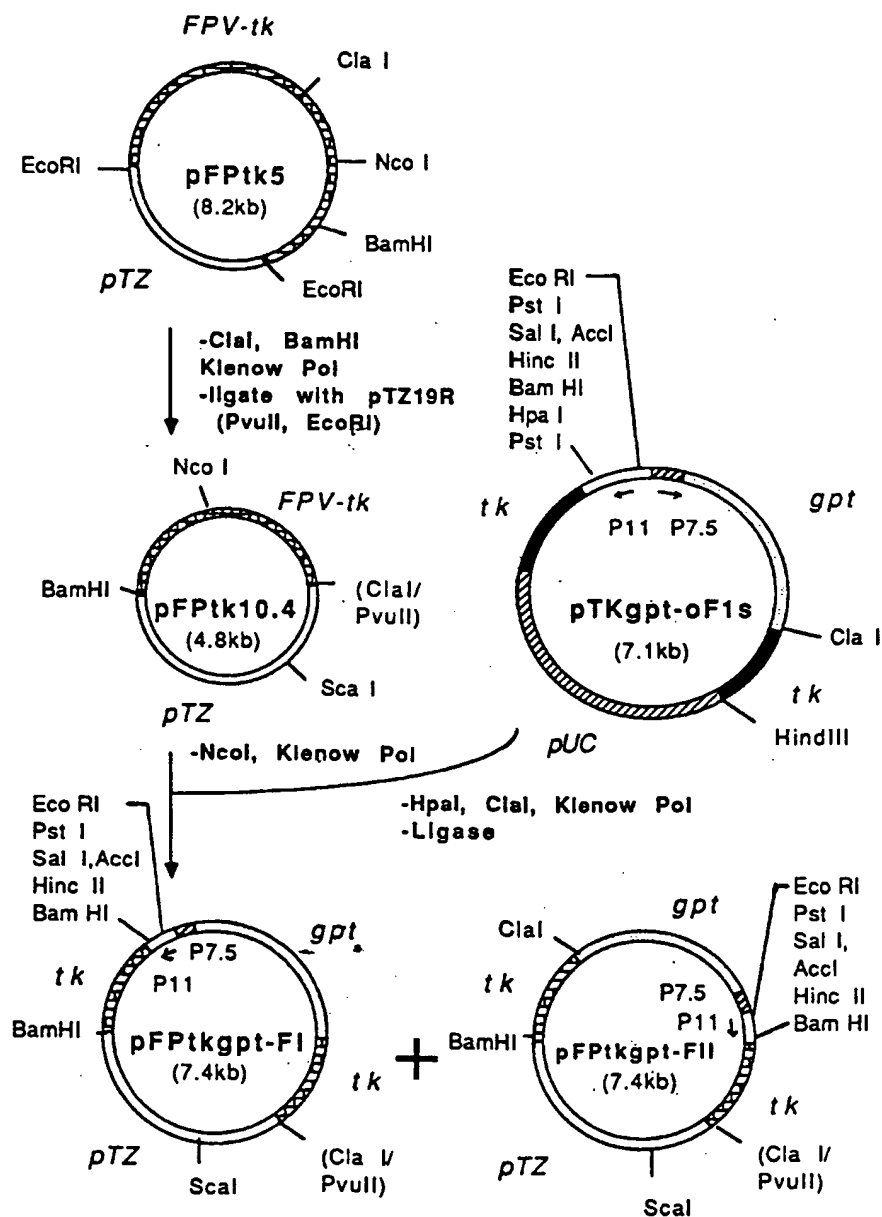 FPV-tk
Cla I
EcoRI
pFPtk5
Nco I
(8.2kb)
BamHI
pTZ
EcoRI
-ClaI, BamHI
Klenow Pol
-ligate with pTZ19R
(PvuII, EcoRI)
Eco RI
Pst I
Sal I, AccI
Hinc II
Bam HI
Hpa I
Pst I
Nco I
FPV-tk
tk
gpt
P11 P7.5
BamHI
(ClaI/
PvuII)
pFPtk10.4
(4.8kb)
pTKgpt-oF1s
(7.1kb)
Cla I
Sca I
pTZ
tk
HindIII
pUC
-NcoI, Klenow Pol
-HpaI, ClaI, Klenow Pol
-Ligase
Eco RI
Pst I
Sal I,AccI
Hinc II
Bam HI
gpt
P7.5
tk
P11
BamHI
pFPtkgpt-FI
(7.4kb)
tk
pTZ
(Cla I/
PvuII)
ScaI
+
gpt
Eco RI
Pst I
Sal I,
AccI
Hinc II
Bam HI
ClaI
tk
P7.5
P11
BamHI
pFPtkgpt-FII
(7.4kb)
tk
pTZ
(Cla I/
PvuII)
ScaI